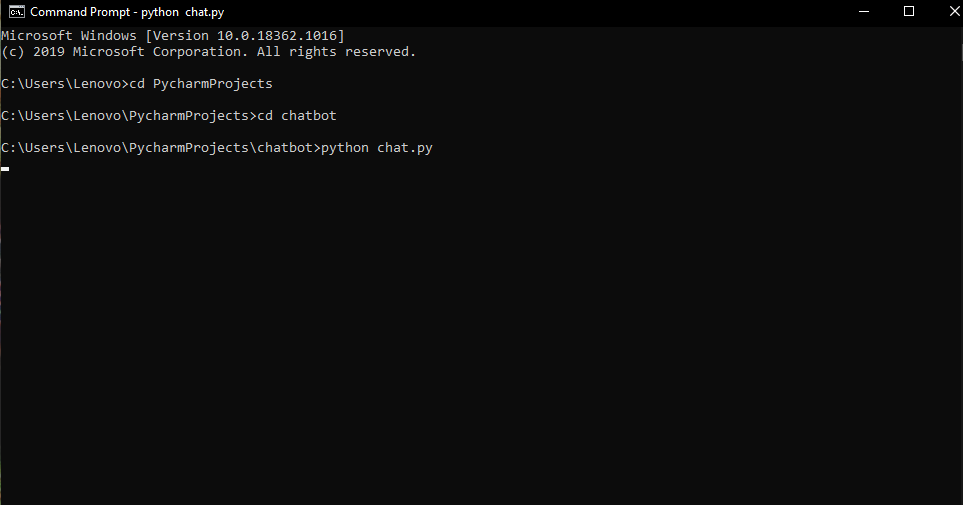 Command Prompt - python  chat.py
Microsoft Windows [Version 10.0.18362.1016]
(c) 2019 Microsoft Corporation. All rights reserved.
C:\Users\Lenovo>cd PycharmProjects
C:\Users\Lenovo\PycharmProjects>cd chatbot
C:\Users\Lenovo\PycharmProjects\chatbot>python chat.py